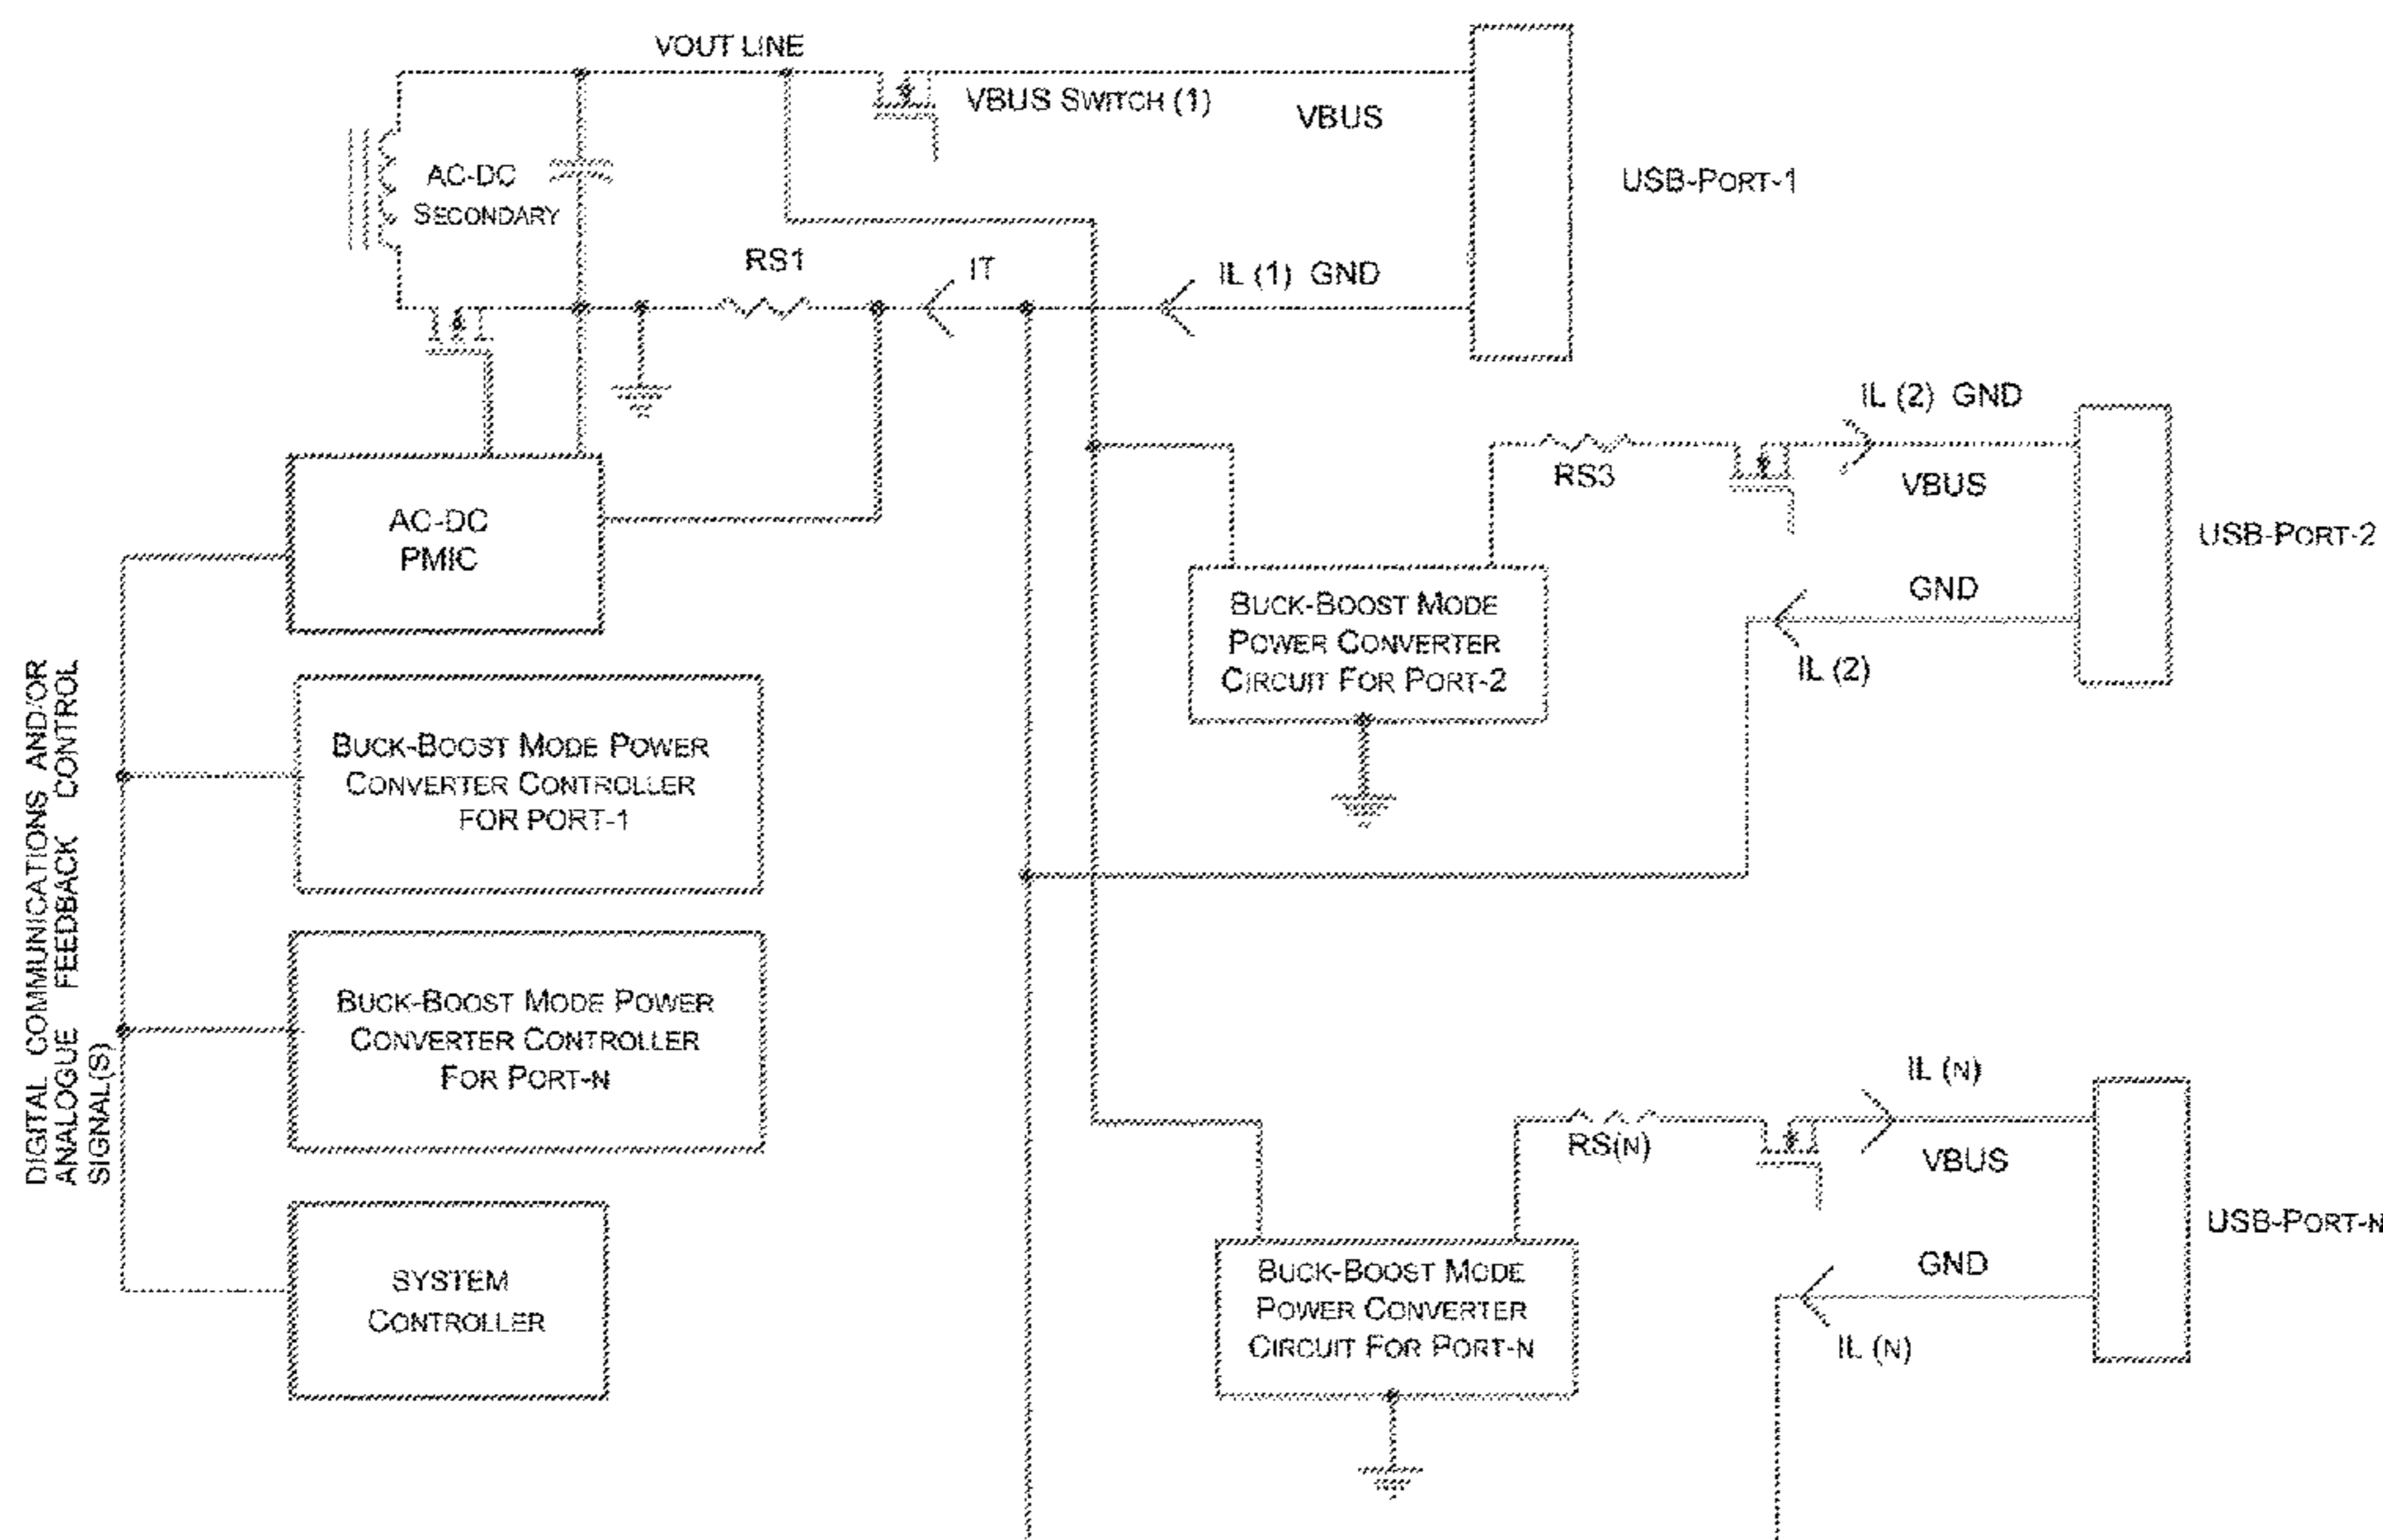 VOUT LINE
VBUS SWITCH (1)
VBUS
AC-DC
SECONDARY
USB-PORT-1
RS1
IT
IL (1) GND
IL (2) GND
RS3
VBUS
USB-PORT-2
GND
IL (2)
AC-DC
PMIC
BUCK-BOOST MODE
POWER CONVERTER
CIRCUIT FOR PORT-2
DIGITAL COMMUNICATIONS AND/OR
ANALOGUE FEEDBACK CONTROL
SIGNAL(S)
BUCK-BOOST MODE POWER
CONVERTER CONTROLLER
FOR PORT-1
BUCK-BOOST MODE POWER
CONVERTER CONTROLLER
FOR PORT-N
IL (N)
RS(N)
VBUS
USB-PORT-N
GND
IL (N)
SYSTEM
CONTROLLER
BUCK-BOOST MODE
POWER CONVERTER
CIRCUIT FOR PORT-N